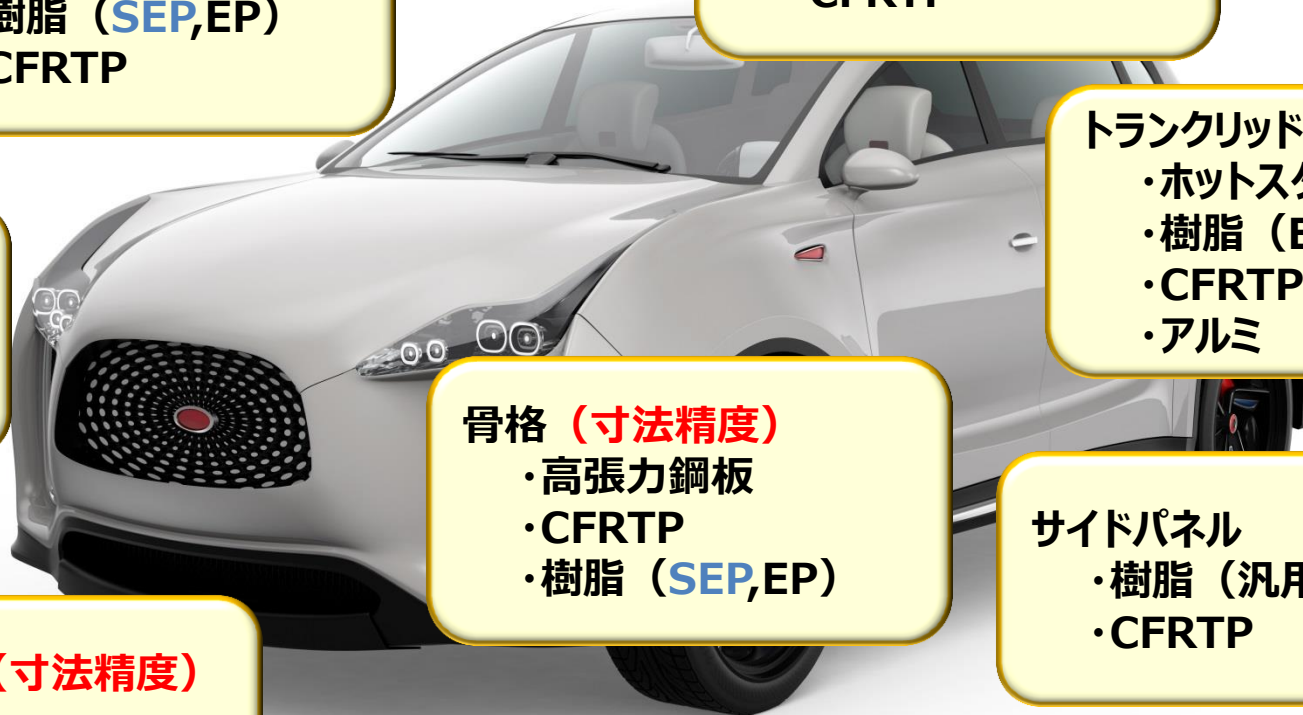 樹脂（SEP,EP）
CFRTP
CFRTP
トランクリッド
・ホットスタ
・樹脂（E
・CFRTP
・アルミ
骨格（寸法精度）
・高張力鋼板
・CFRTP
・樹脂（SEP,EP）
サイドパネル
・樹脂（汎用
・CFRTP
（寸法精度）